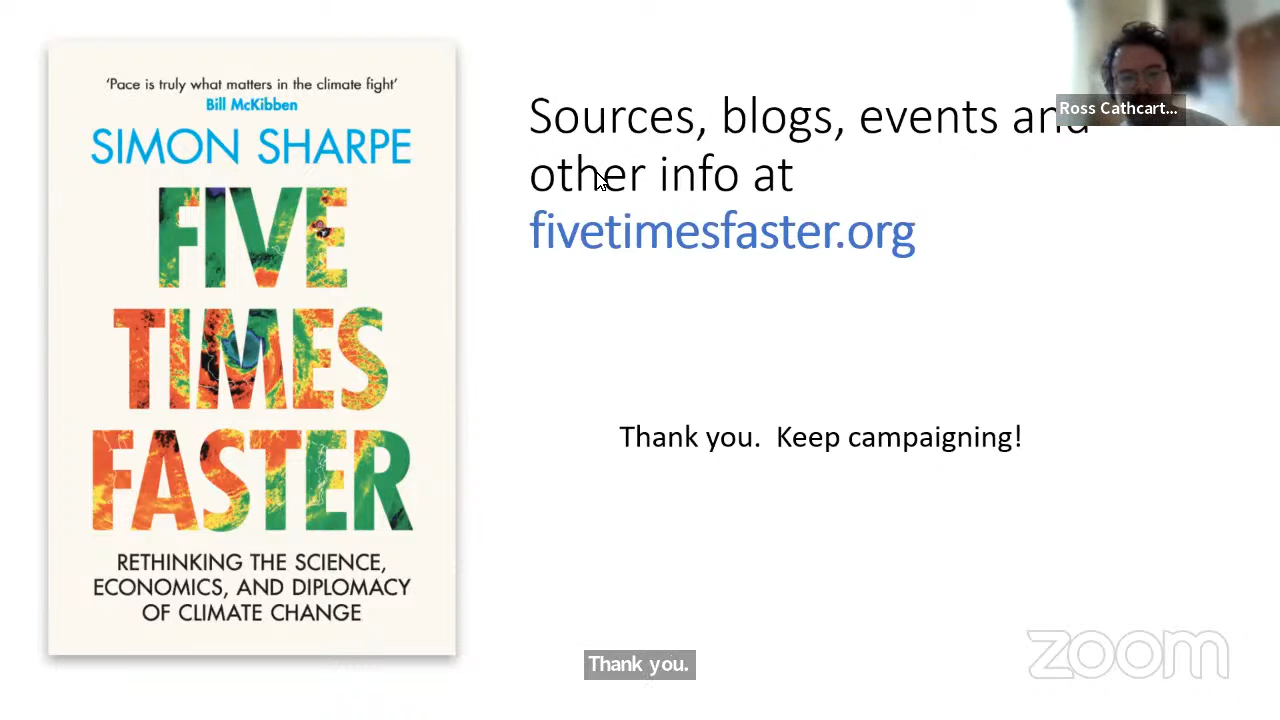 ‘Pace is truly what matters in the climate fight’
Bill McKibben
SIMON SHARPE
FIVE
TIMES
FASTER
RETHINKING THE SCIENCE,
ECONOMICS, AND DIPLOMACY
OF CLIMATE CHANGE
Sources, blogs, events and
other info at
fivetimesfaster.org
Ross Cathcart...
Thank you.  Keep campaigning!
Thank you.
zoom